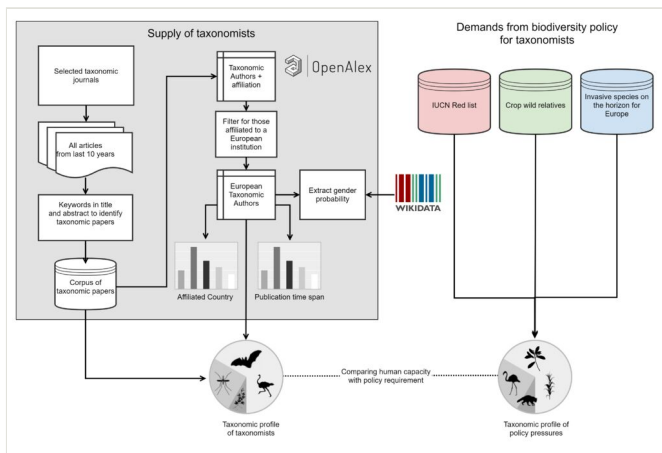 Supply of taxonomists
Selected taxonomic
journals
All articles
from last 10 years
Keywords in title
and abstract to identify
taxonomic papers
Corpus of
taxonomic papers
Taxonomic
Authors +
affiliation
OpenAlex
Filter for those
affiliated to a
European
institution
European
Taxonomic
Authors
Extract gender
probability
WIKIDATA
Affiliated Country
Publication time span
Demands from biodiversity policy
for taxonomists
IUCN Red list
Crop wild relatives
Invasive species on
the horizon for
Europe
Comparing human capacity
with policy requirement
Taxonomic profile
of taxonomists
Taxonomic profile of
policy pressures